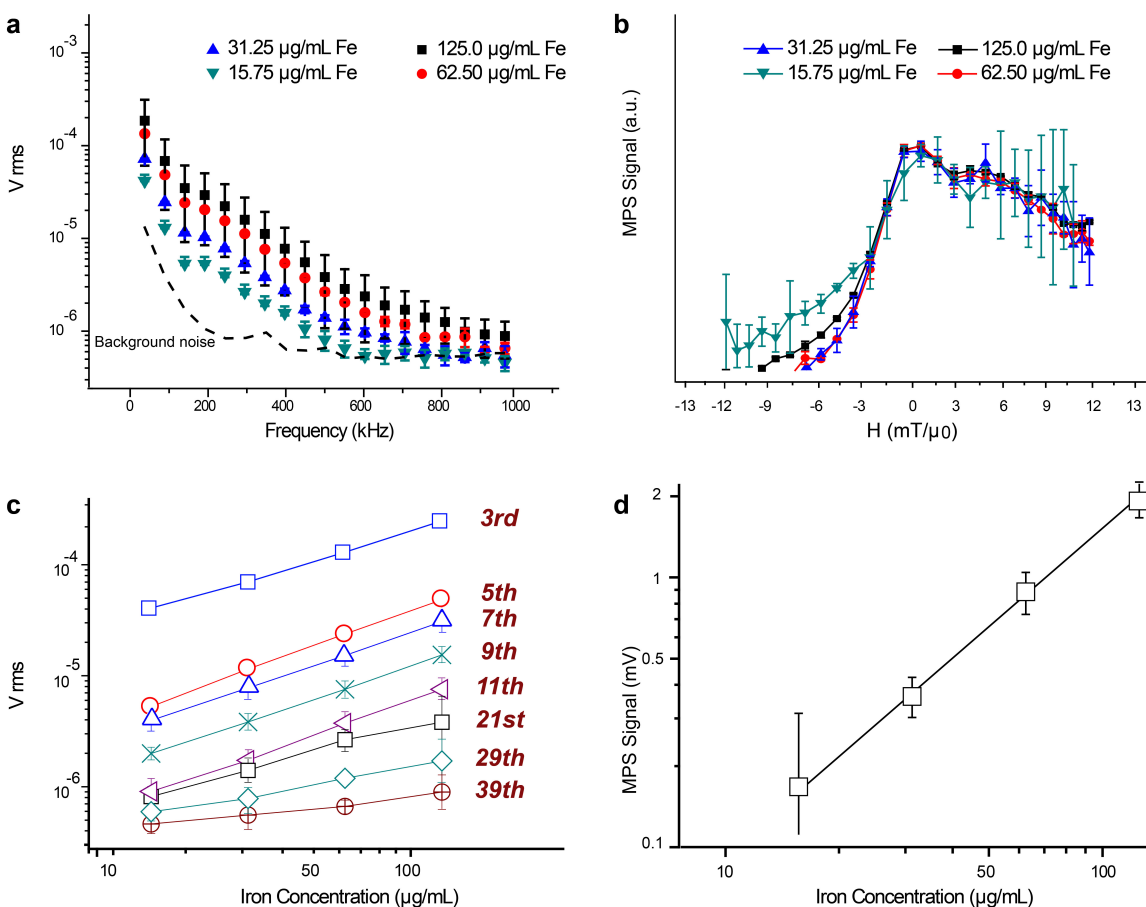 a
31.25 µg/mL Fe
125.0 µg/mL Fe
15.75 µg/mL Fe
62.50 µg/mL Fe
10-3
10-4
10-5
10-6
V rms
Background noise
0
200
400
600
800
1000
Frequency (kHz)
b
31.25 µg/mL Fe
125.0 µg/mL Fe
15.75 µg/mL Fe
62.50 µg/mL Fe
MPS Signal (a.u.)
-13
-12
-9
-6
-3
0
3
6
9
12
13
H (mT/µ0)
c
10-4
10-5
10-6
V rms
3rd
5th
7th
9th
11th
21st
29th
39th
10
50
100
Iron Concentration (µg/mL)
d
2
1
0.5
0.1
MPS Signal (mV)
10
50
100
Iron Concentration (µg/mL)